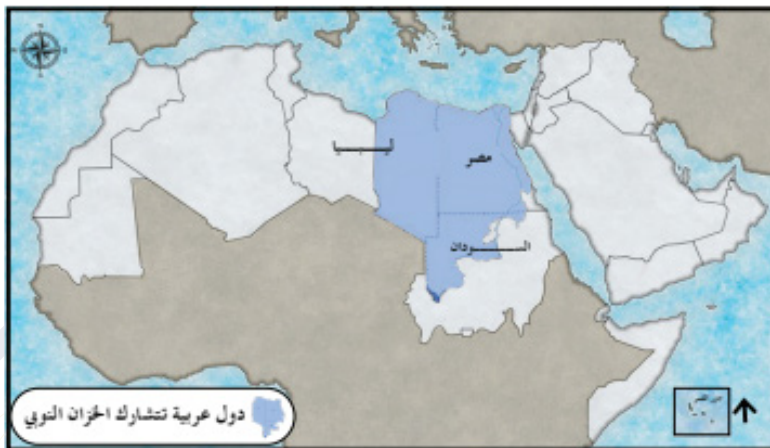 ليبيا
مصر
السودان
دول عربية تتشارك الخزان النوبي